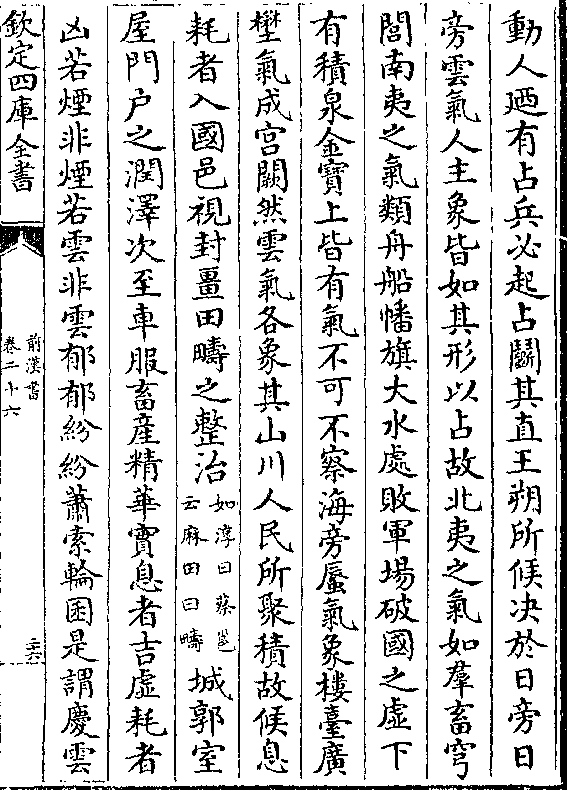 動人廼有占兵必起占鬬其直王朔所候决於日旁日
旁雲氣人主象皆如其形以占故北夷之氣如羣畜穹
閭南夷之氣類舟船幡旗大水處敗軍場破國之虚下
有積泉金寶上皆有氣不可不察海旁蜃氣象樓臺廣
壄氣成宫闕然雲氣各象其山川人民所聚積故候息
耗者入國邑視封畺田疇之整治如淳曰蔡邕云麻田曰疇城郭室
屋門户之潤澤次至車服畜産精華實息者吉虚耗者
凶若煙非煙若雲非雲郁郁紛紛蕭索輪囷是謂慶雲
欽定四庫全書
前漢書
卷二十六
二六